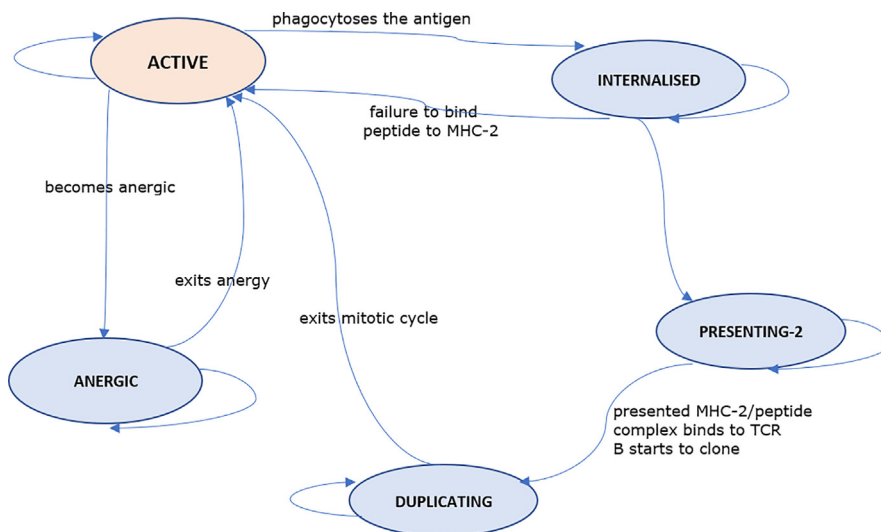 phagocytoses the antigen
ACTIVE
INTERNALISED
failure to bind
peptide to MHC-2
becomes anergic
exits anergy
exits mitotic cycle
PRESENTING-2
ANERGIC
presented MHC-2/peptide
complex binds to TCR
B starts to clone
DUPLICATING